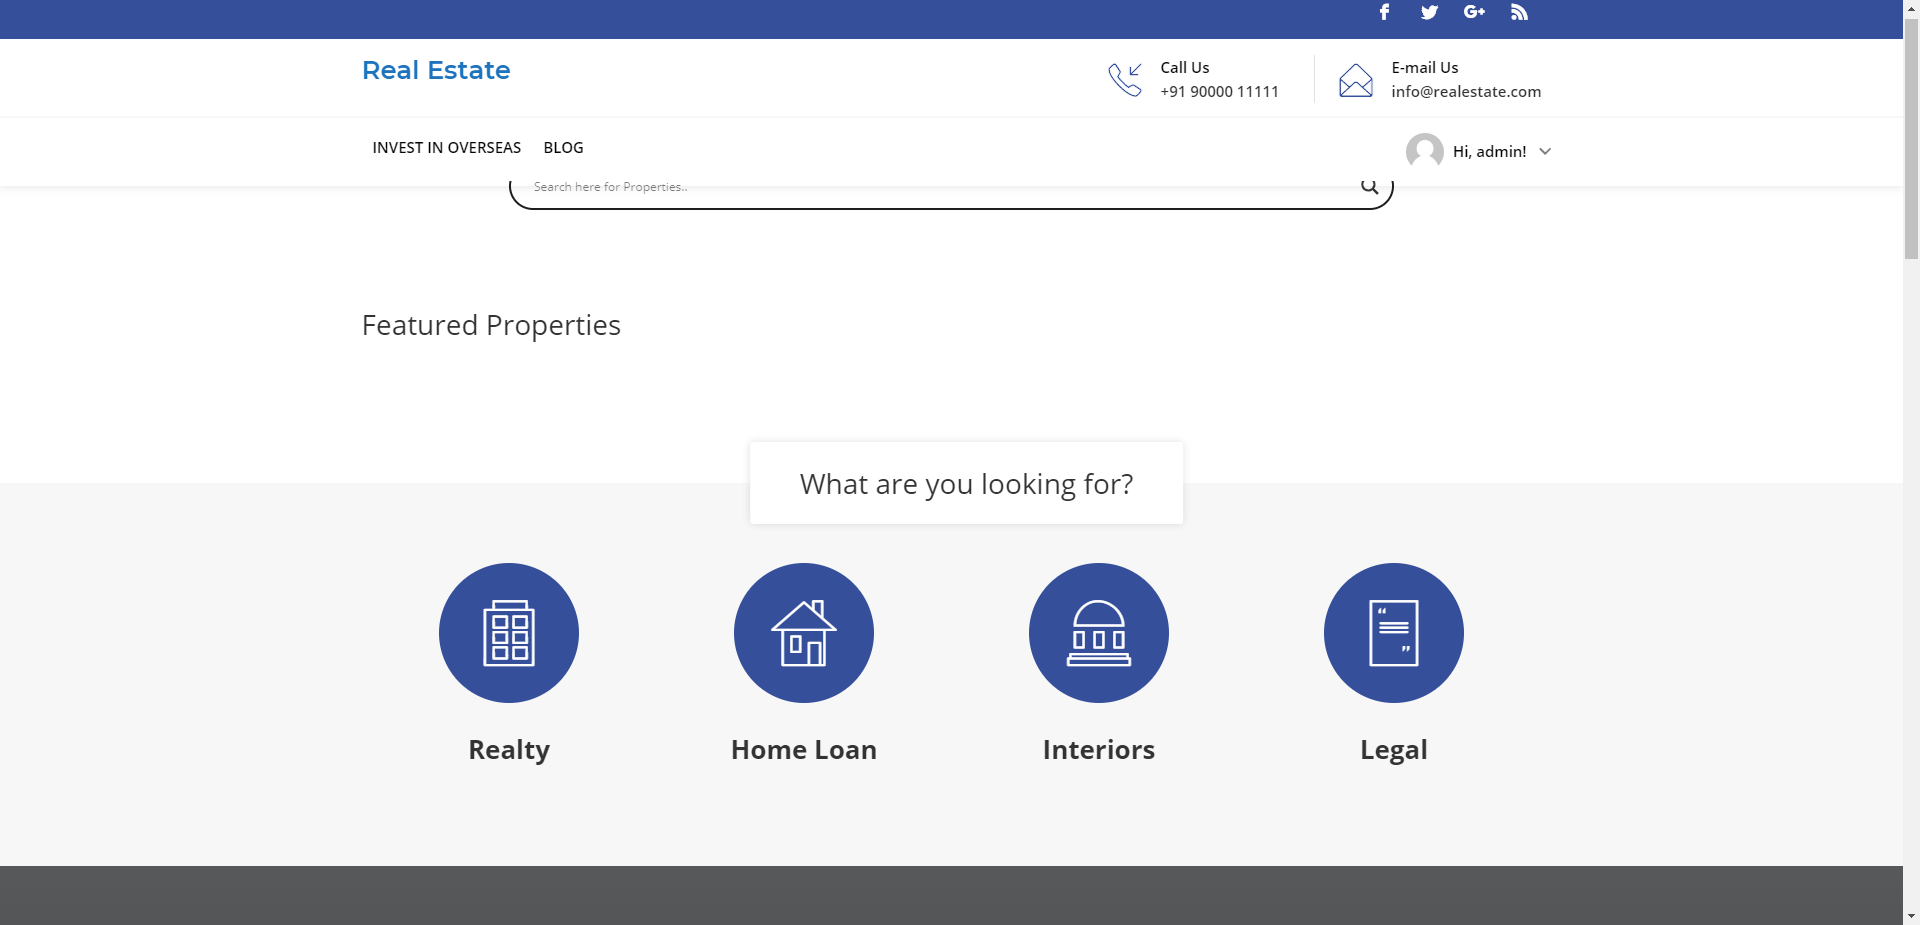 Real Estate
Call Us
+91 90000 11111
E-mail Us
info@realestate.com
INVEST IN OVERSEAS
BLOG
Hi, admin!
Search here for Properties..
Featured Properties
What are you looking for?
Realty
Home Loan
Interiors
Legal